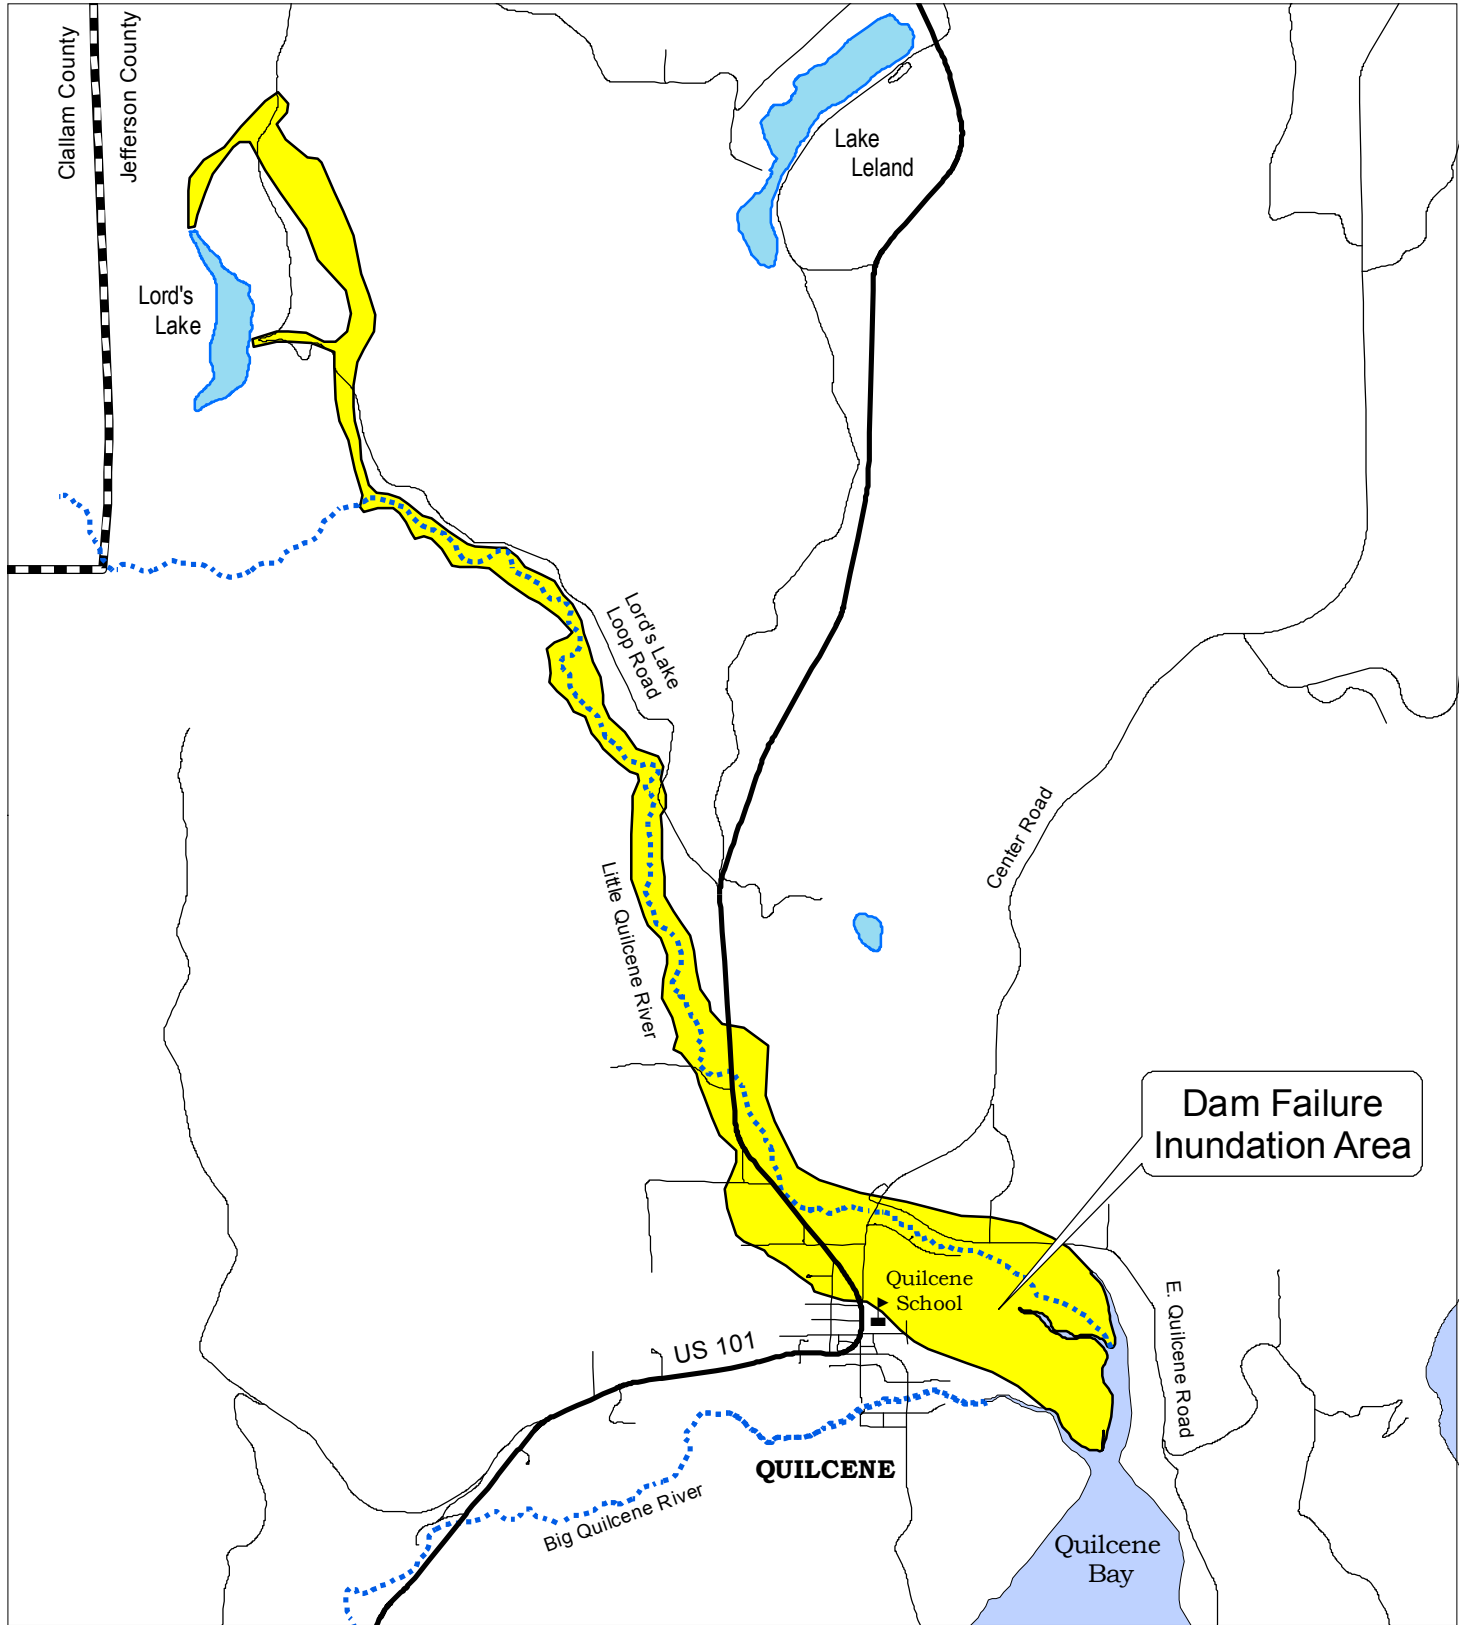 Clallam County
Jefferson County
Lake
Leland
Lord's
Lake
Lord's Lake
Loop Road
Center Road
Little Quilcene River
Dam Failure
Inundation Area
Quilcene
School
E. Quilcene Road
US 101
QUILCENE
Big Quilcene River
Quilcene
Bay